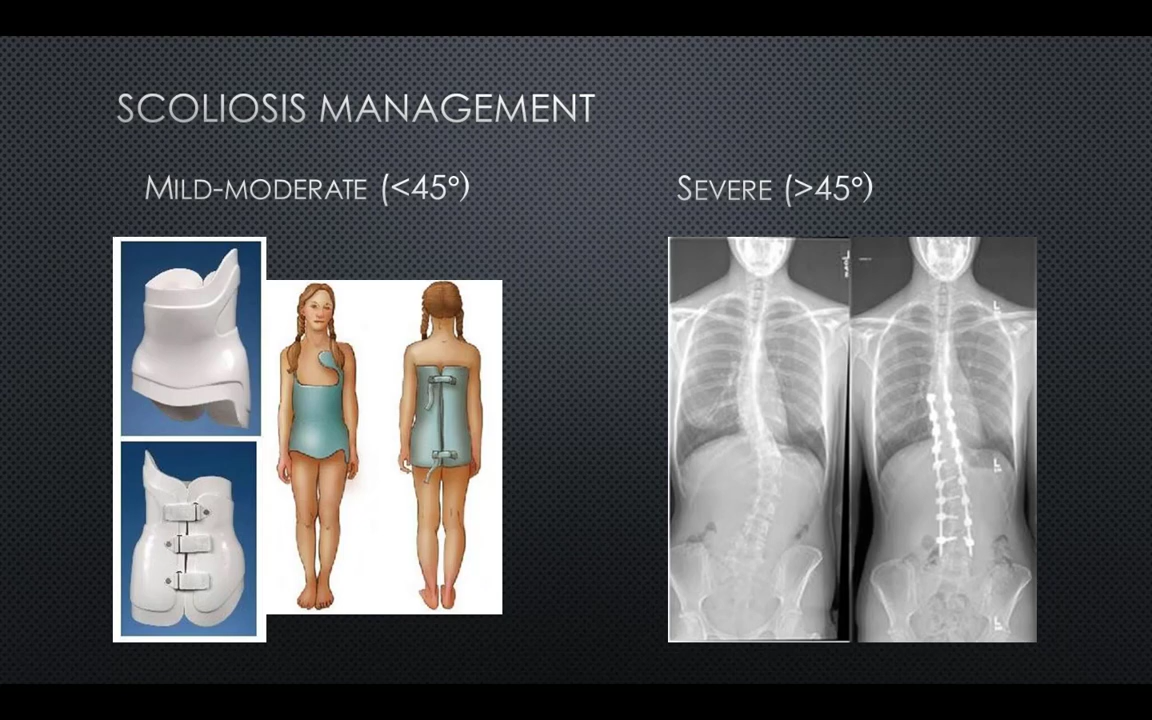 SCOLIOSIS MANAGEMENT
MILD-MODERATE (<45°)
SEVERE (>45°)
L
L
L
L